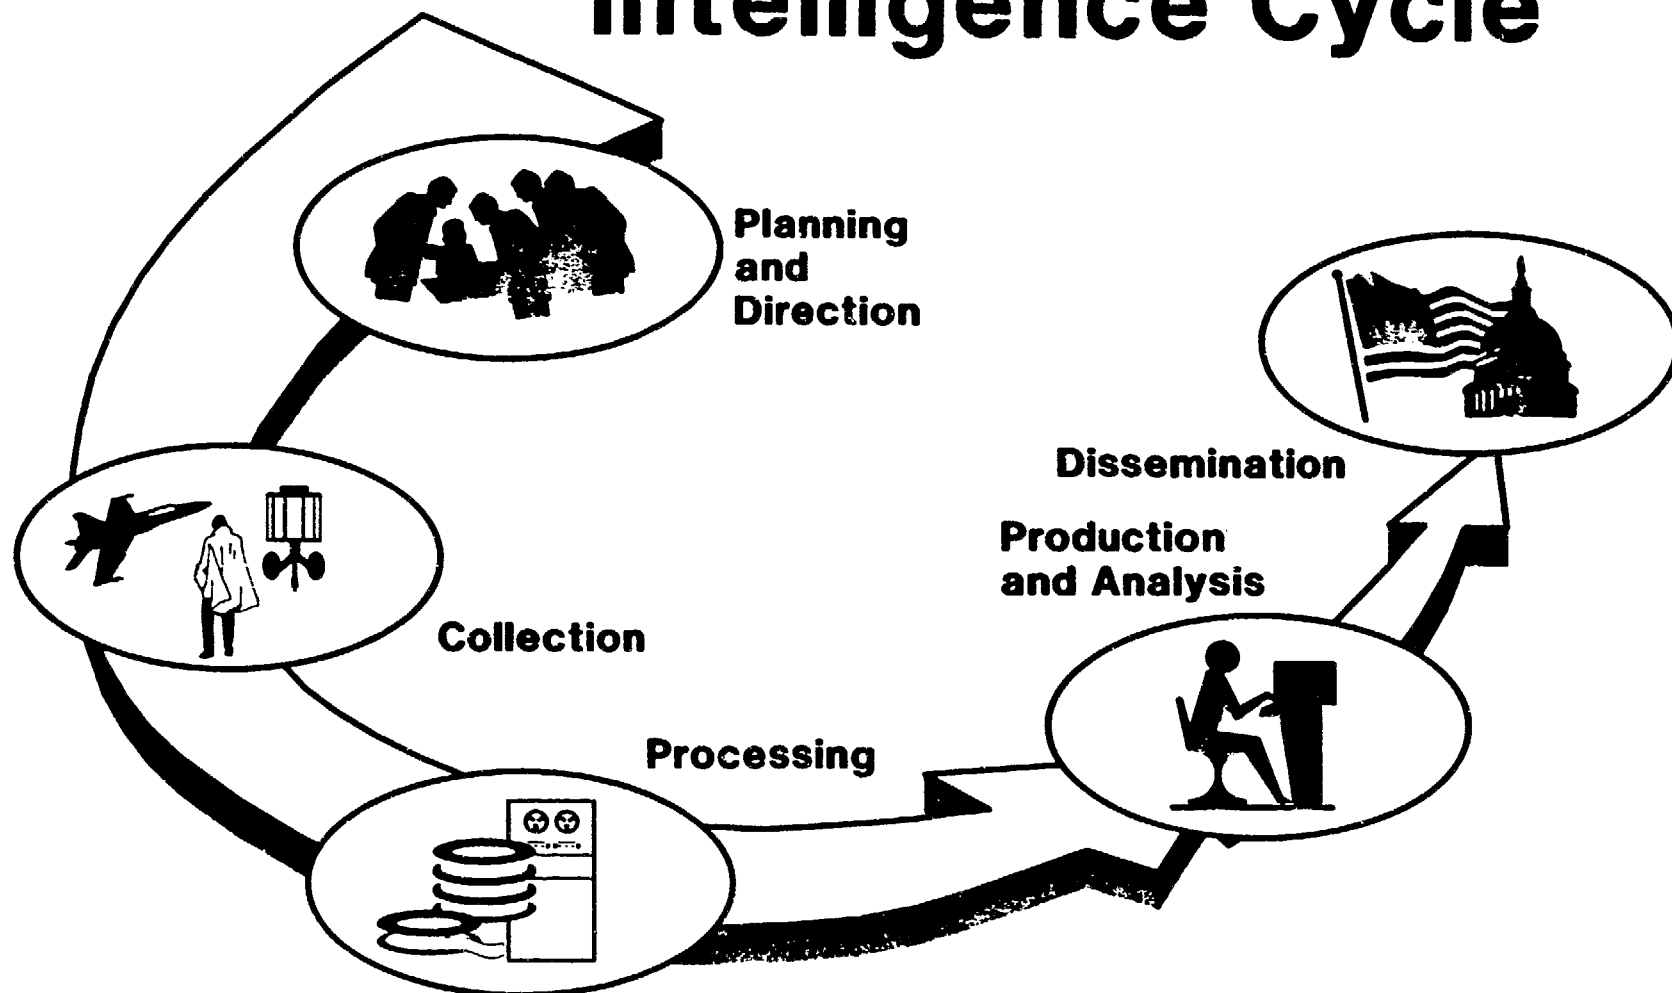 Intelligence Cycle
Planning
and
Direction
Dissemination
Production
and Analysis
Collection
Processing